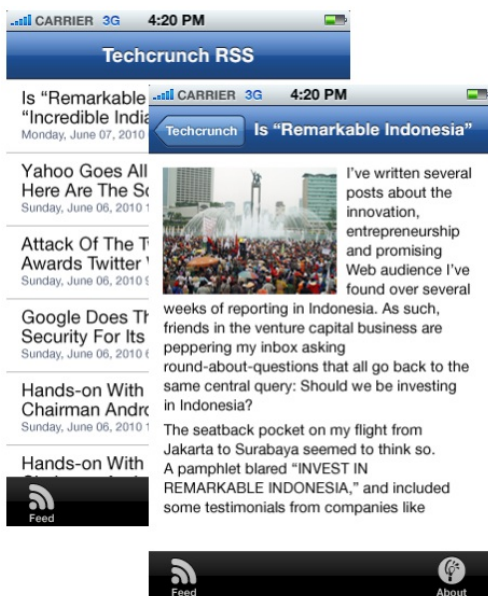 CARRIER 3G 4:20 PM
Techcrunch RSS
Is “Remarkable
“Incredible India
Monday, June 07, 2010
Yahoo Goes All
Here Are The
Sunday, June 06, 2010
Attack Of The
Awards Twitter
Sunday, June 06, 2010
Google Does
Security For Its
Sunday, June 06, 2010
Hands-on With
Chairman
Sunday, June 06, 2010
Hands-on With
Feed
CARRIER 3G 4:20 PM
Techcrunch Is “Remarkable Indonesia”
I’ve written several
posts about the
innovation,
entrepreneurship
and promising
Web audience I’ve
found over several
weeks of reporting in Indonesia. As such,
friends in the venture capital business are
peppering my inbox asking
round-about-questions that all go back to the
same central query: Should we be investing
in Indonesia?
The seatback pocket on my flight from
Jakarta to Surabaya seemed to think so.
A pamphlet blared “INVEST IN
REMARKABLE INDONESIA,” and included
some testimonials from companies like
Feed About